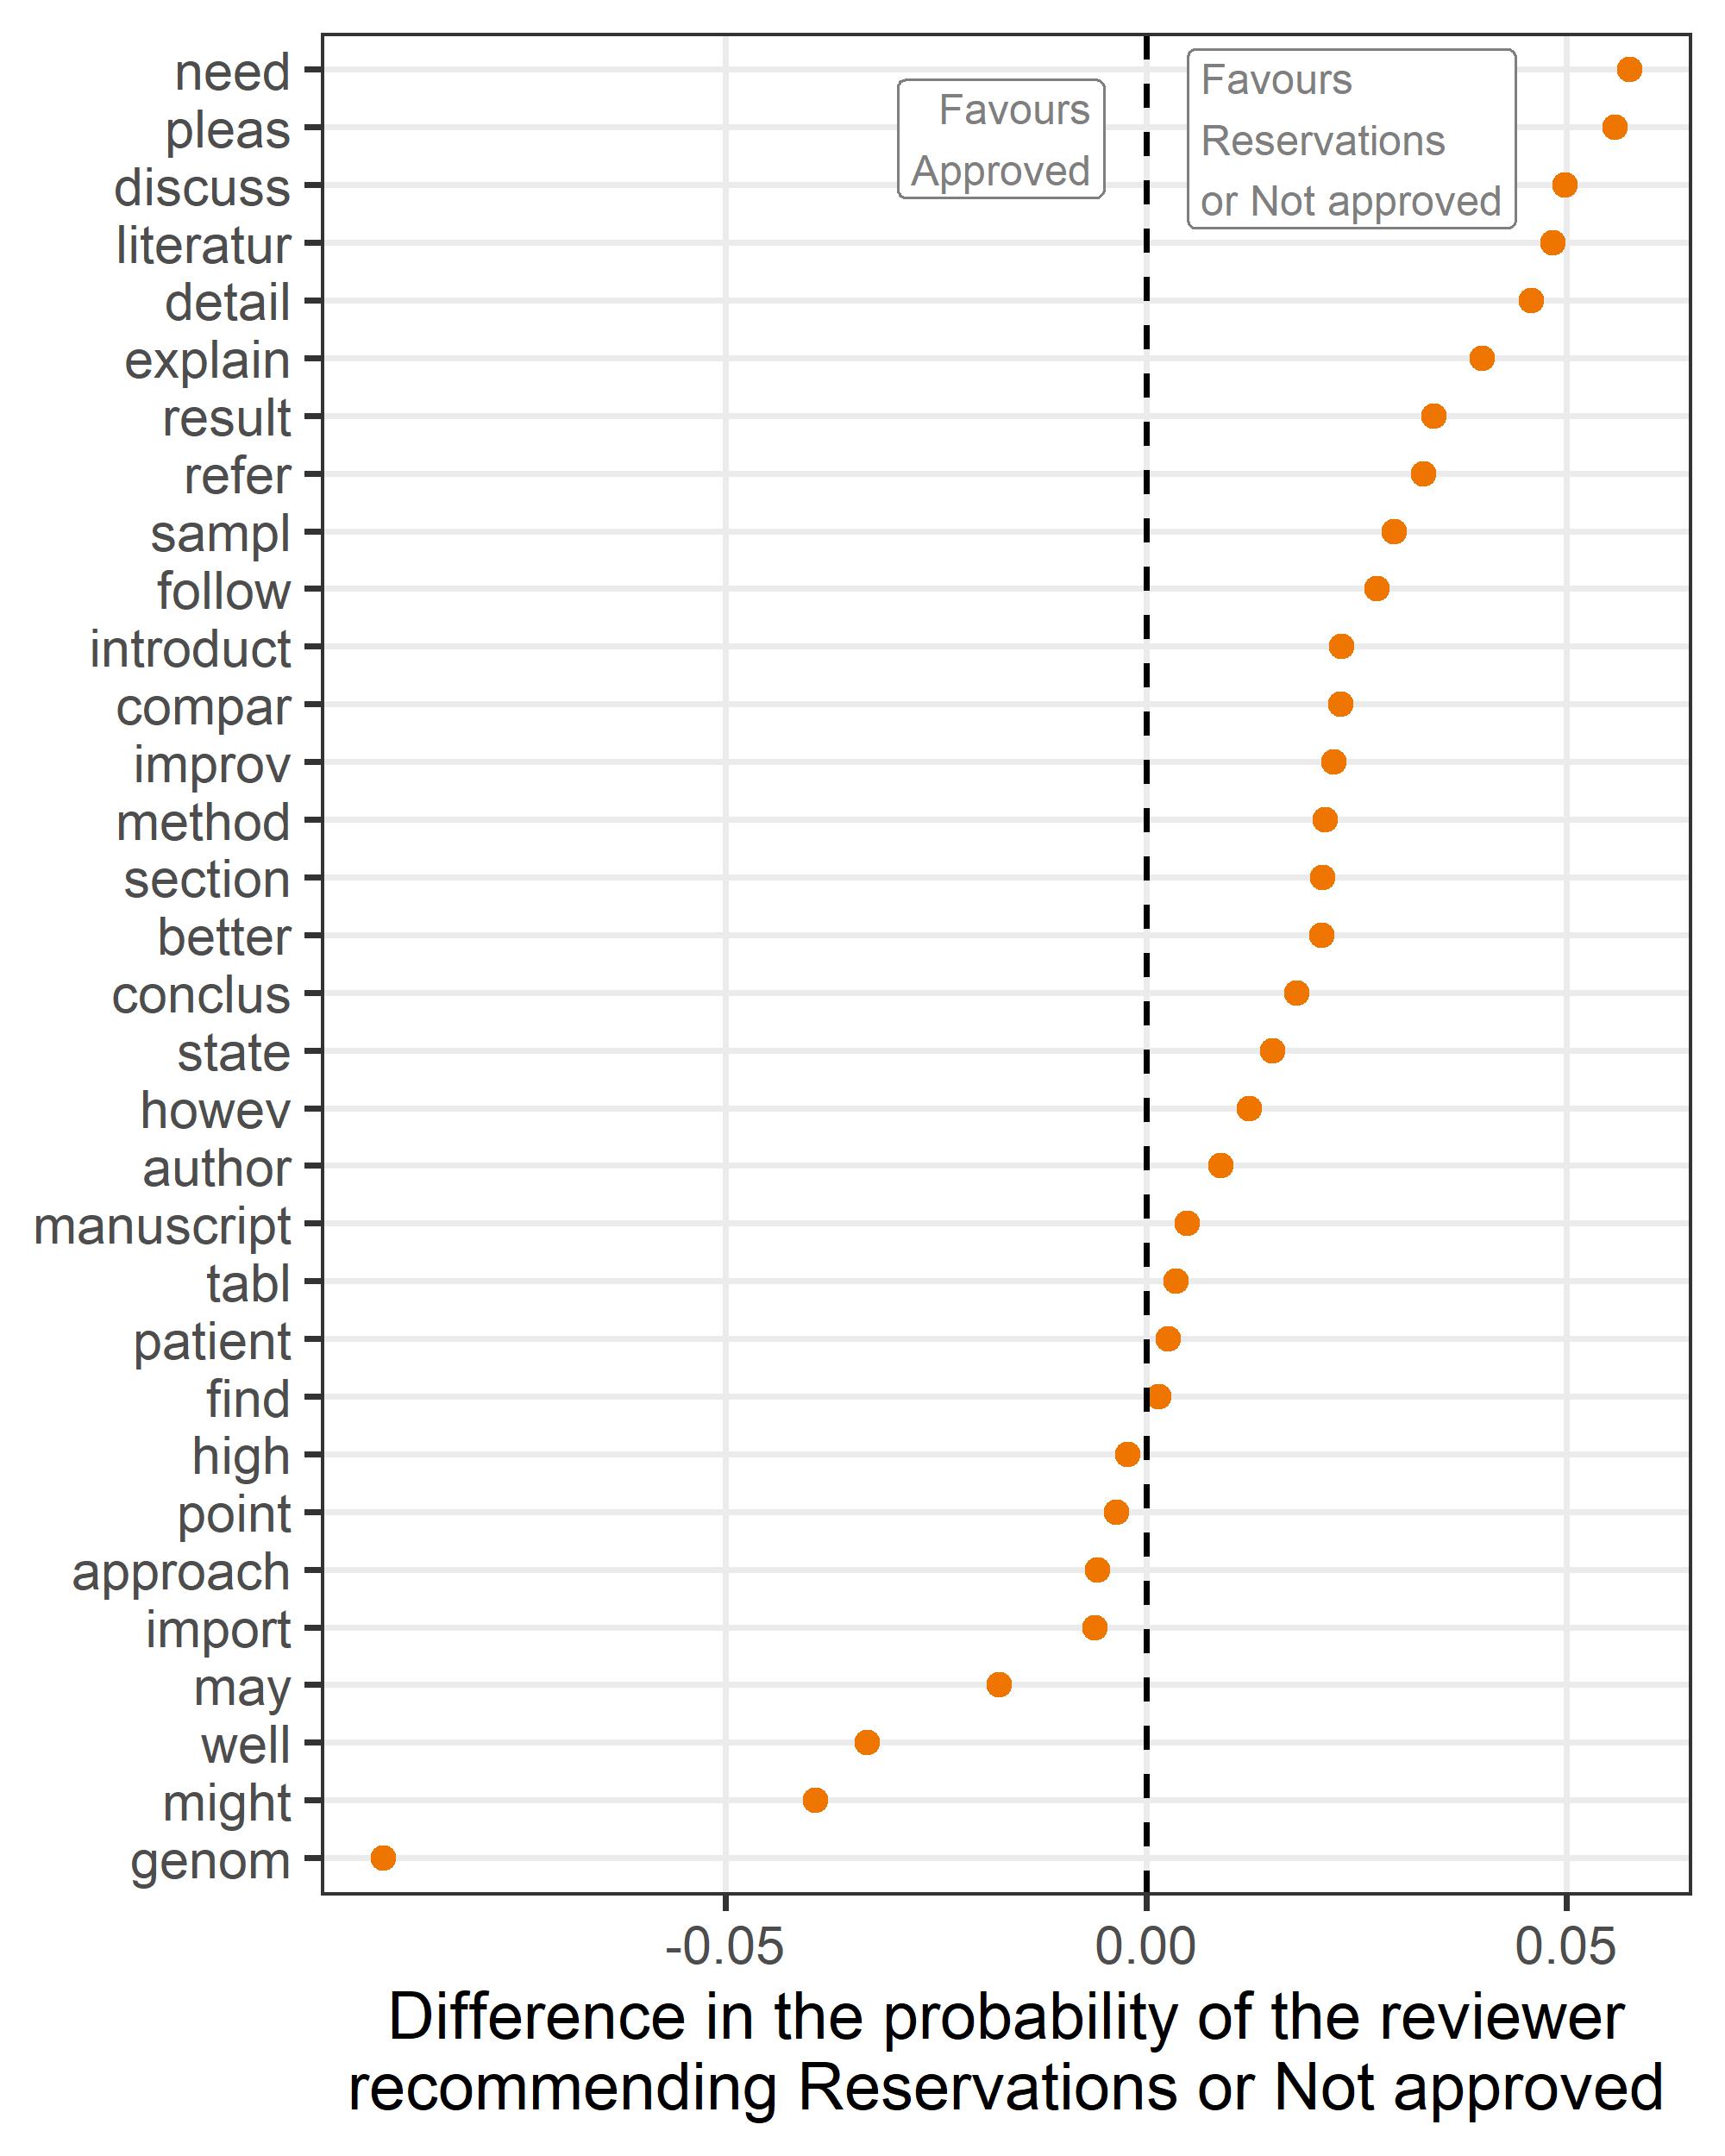 need
pleas
discuss
literatur
detail
explain
result
refer
sampl
follow
introduct
compar
improv
method
section
better
conclus
state
howev
author
manuscript
tabl
patient
find
high
point
approach
import
may
well
might
genom
Favours
Approved
Favours
Reservations
or Not approved
-0.05 0.00 0.05
Difference in the probability of the reviewer
recommending Reservations or Not approved